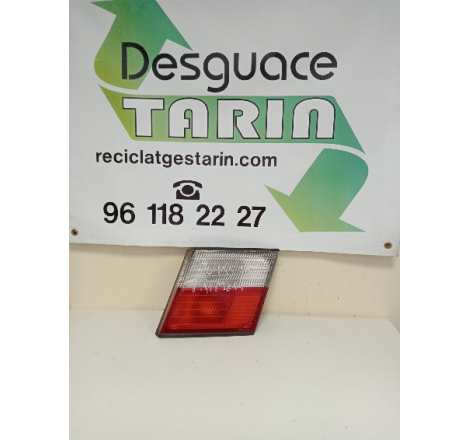 Desguace
TARIN
reciclatgestarin.com
☎
96 118 22 27